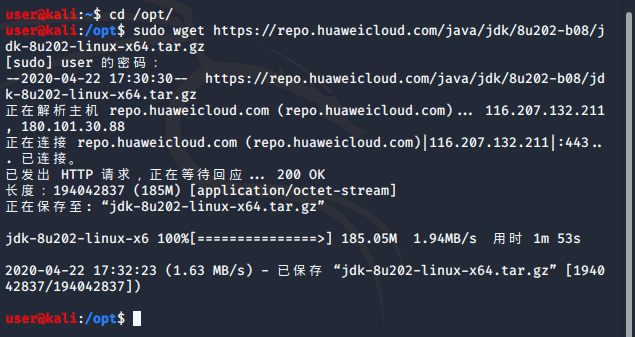 user@kali:~$ cd /opt/
user@kali:/opt$ sudo wget https://repo.huaweicloud.com/java/jdk/8u202-b08/j
dk-8u202-linux-x64.tar.gz
[sudo] user 的密码：
--2020-04-22 17:30:30--  https://repo.huaweicloud.com/java/jdk/8u202-b08/jd
k-8u202-linux-x64.tar.gz
正在解析主机 repo.huaweicloud.com (repo.huaweicloud.com)... 116.207.132.211
, 180.101.30.88
正在连接 repo.huaweicloud.com (repo.huaweicloud.com)|116.207.132.211|:443..
. 已连接。
已发出 HTTP 请求，正在等待回应... 200 OK
长度：194042837 (185M) [application/octet-stream]
正在保存至: “jdk-8u202-linux-x64.tar.gz”
jdk-8u202-linux-x6 100%[===============>] 185.05M  1.94MB/s  用时 1m 53s
2020-04-22 17:32:23 (1.63 MB/s) - 已保存 “jdk-8u202-linux-x64.tar.gz” [1940
42837/194042837])
user@kali:/opt$